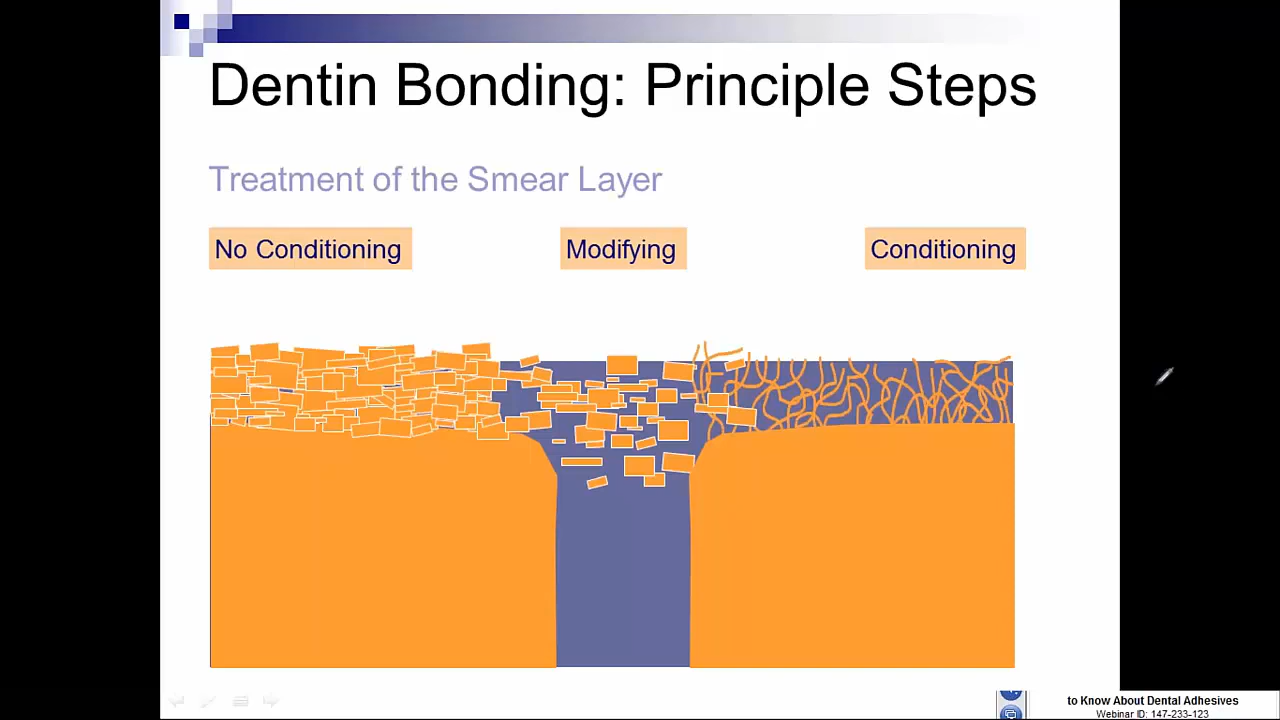 Dentin Bonding: Principle Steps
Treatment of the Smear Layer
No Conditioning
Modifying
Conditioning
to Know About Dental Adhesives
Webinar ID: 147-233-123